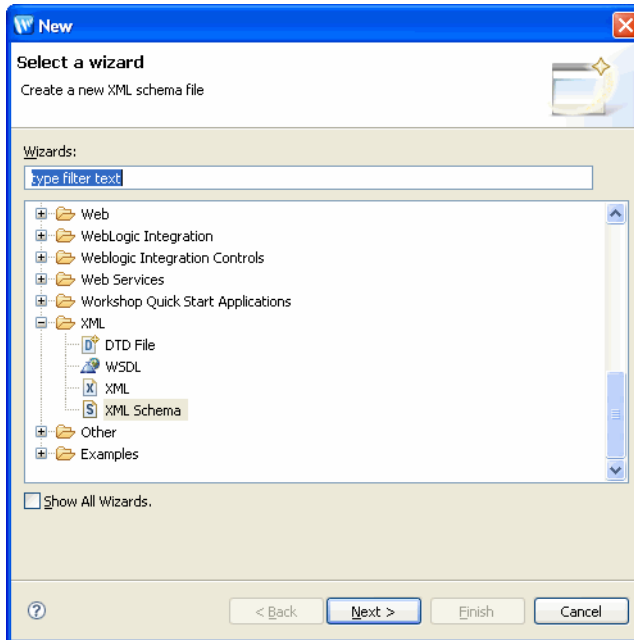 New
Select a wizard
Create a new XML schema file
Wizards:
type filter text
Web
WebLogic Integration
Weblogic Integration Controls
Web Services
Workshop Quick Start Applications
XML
D DTD File
WSDL
X XML
S XML Schema
Other
Examples
Show All Wizards.
? < Back Next > Finish Cancel